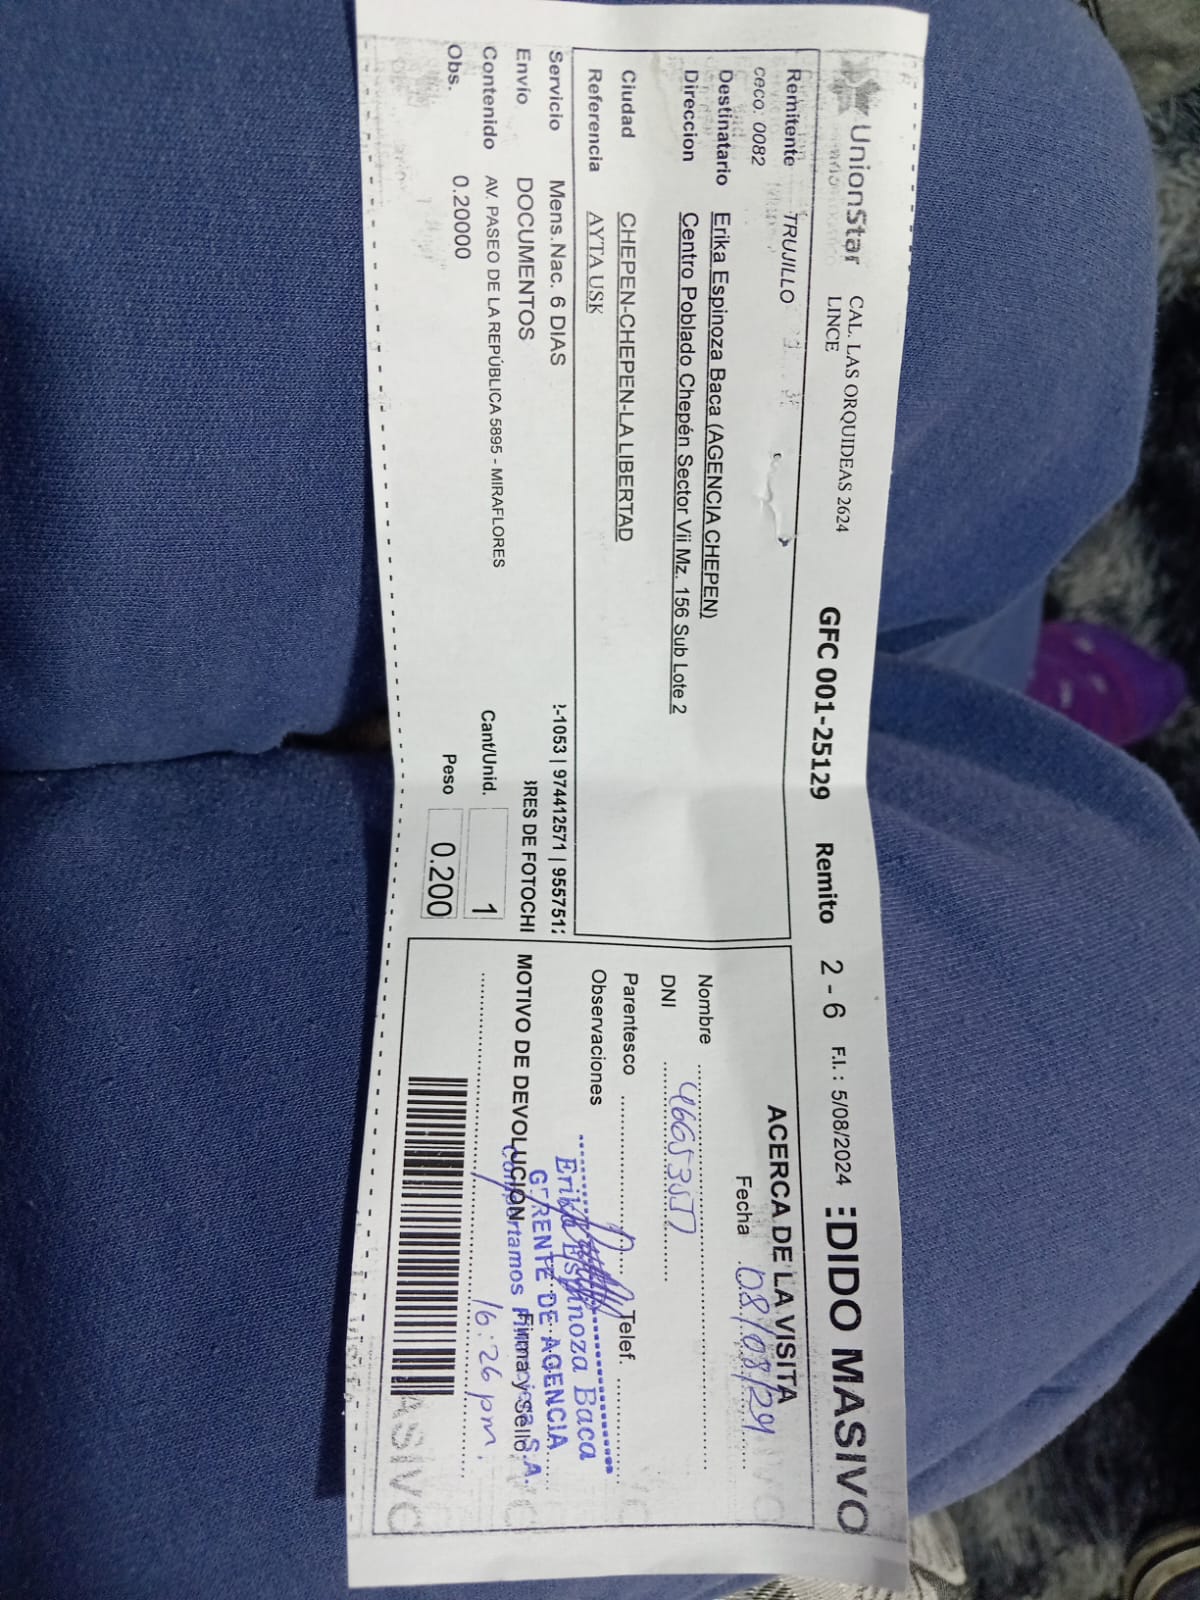 UnionStar
CAL. LAS ORQUIDEAS 2624
LINCE
GFC 001-25129 Remito 2 - 6 F.I.: 5/08/2024 EDIDO MASIVO
Remitente TRUJILLO
ceco: 0082
Destinatario Erika Espinoza Baca (AGENCIA CHEPEN)
Direccion Centro Poblado Chepén Sector Vii Mz. 156 Sub Lote 2
Ciudad CHEPEN-CHEPEN-LA LIBERTAD
Referencia AYTA USK
Servicio Mens.Nac. 6 DIAS
!-1053 | 974412571 | 955751
Envío DOCUMENTOS
RES DE FOTOCHI
Contenido AV. PASEO DE LA REPÚBLICA 5895 - MIRAFLORES
Cant/Unid. 1
Obs. 0.20000
Peso 0.200
ACERCA DE LA VISITA
Fecha 08/08/24
Nombre
DNI
Parentesco
Telef.
Observaciones
Erika Espinoza Baca
GERENTE DE AGENCIA
Compartamos Financiera S.A.
MOTIVO DE DEVOLUCION
Firma y Sello
16:26 pm.
ASIVO